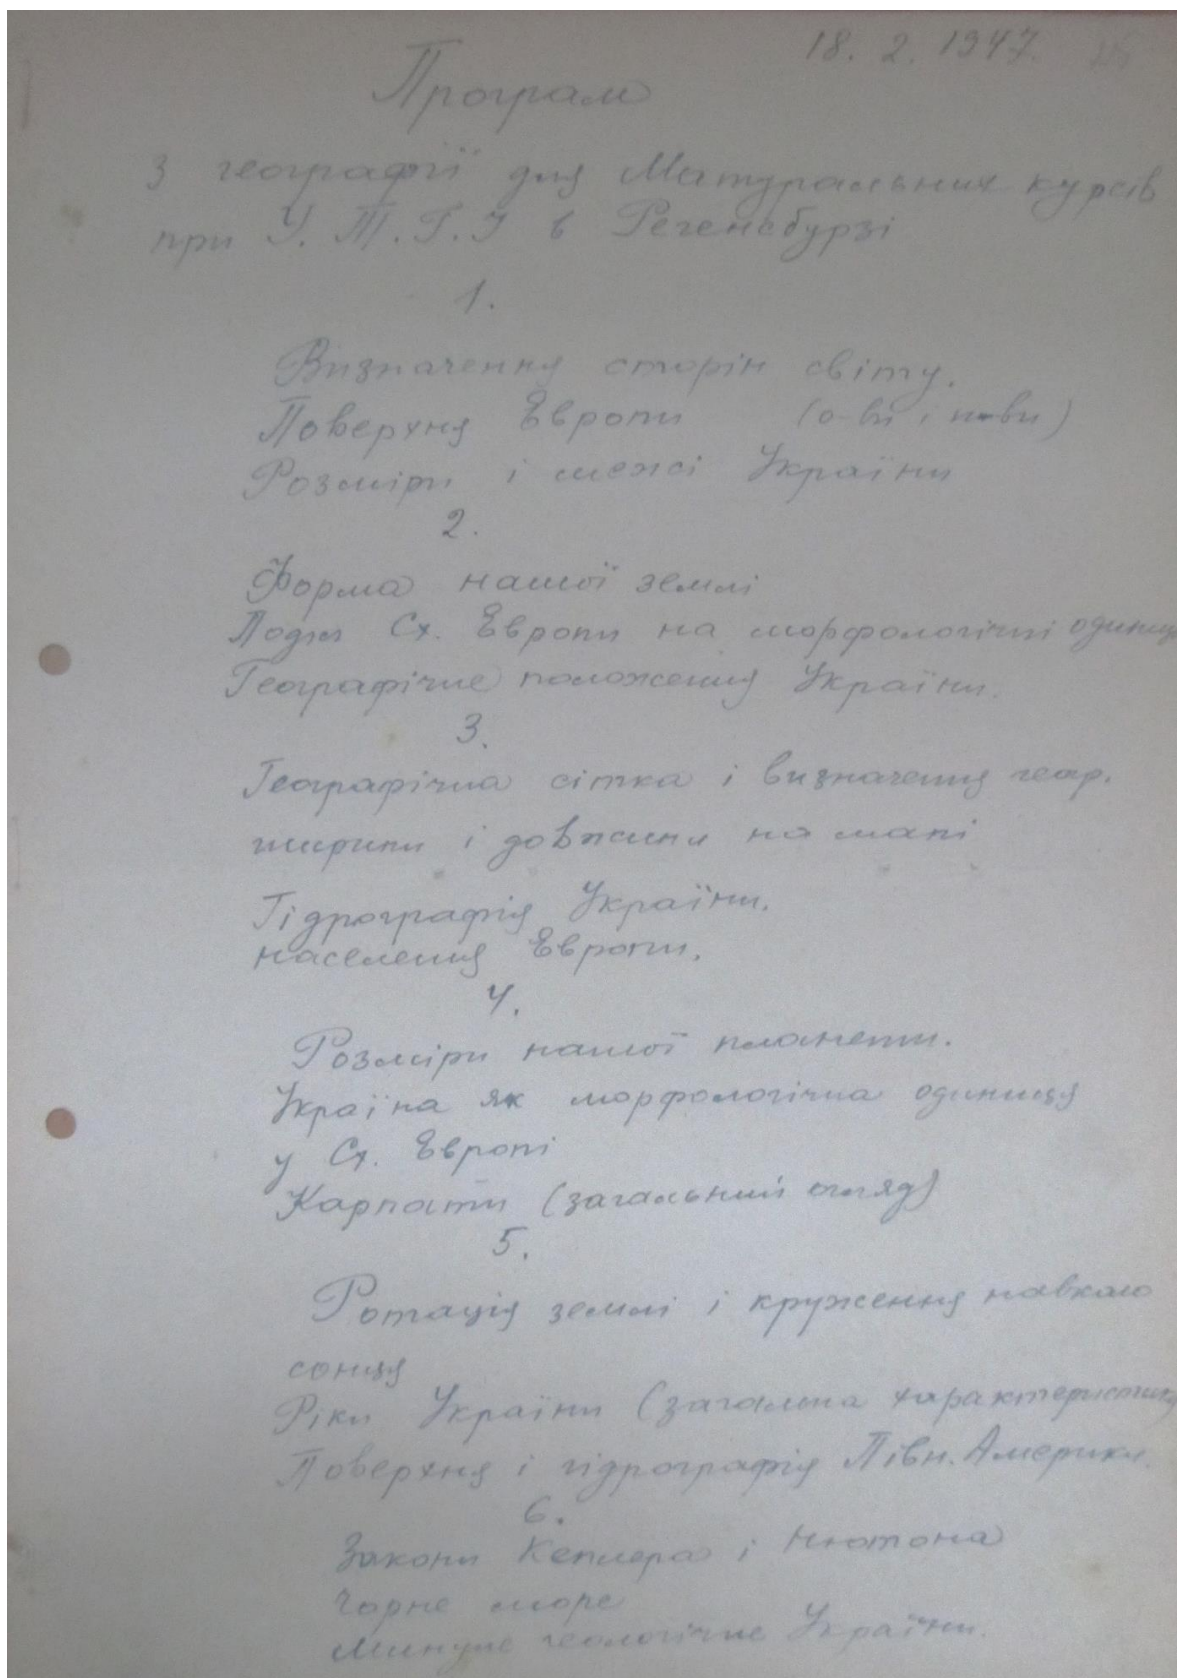 18. 2. 1947.
Програм
З географії для Матуральних курсів
при У. Т. Г. І в Регенсбурзі
1.
Визначення сторін світу.
Поверхня Европи (о-ви і п-ви)
Розміри і межі України
2.
Форма нашої землі
Поділ Сх. Европи на морфологічні одиниці
Географічне положення України.
3.
Географічна сітка і визначення геогр.
ширини і довжини на мапі
Гідрографія України.
населення Европи.
4.
Розміри нашої планети.
Україна як морфологічна одиниця
у Сх. Европі
Карпати (загальний огляд)
5.
Ротація землі і круження навколо
сонця
Ріки України (загальна характеристика
Поверхня і гідрографія Півн. Америки.
6.
Закони Кеплера і Нютона
Чорне море
Минуле геологічне України.